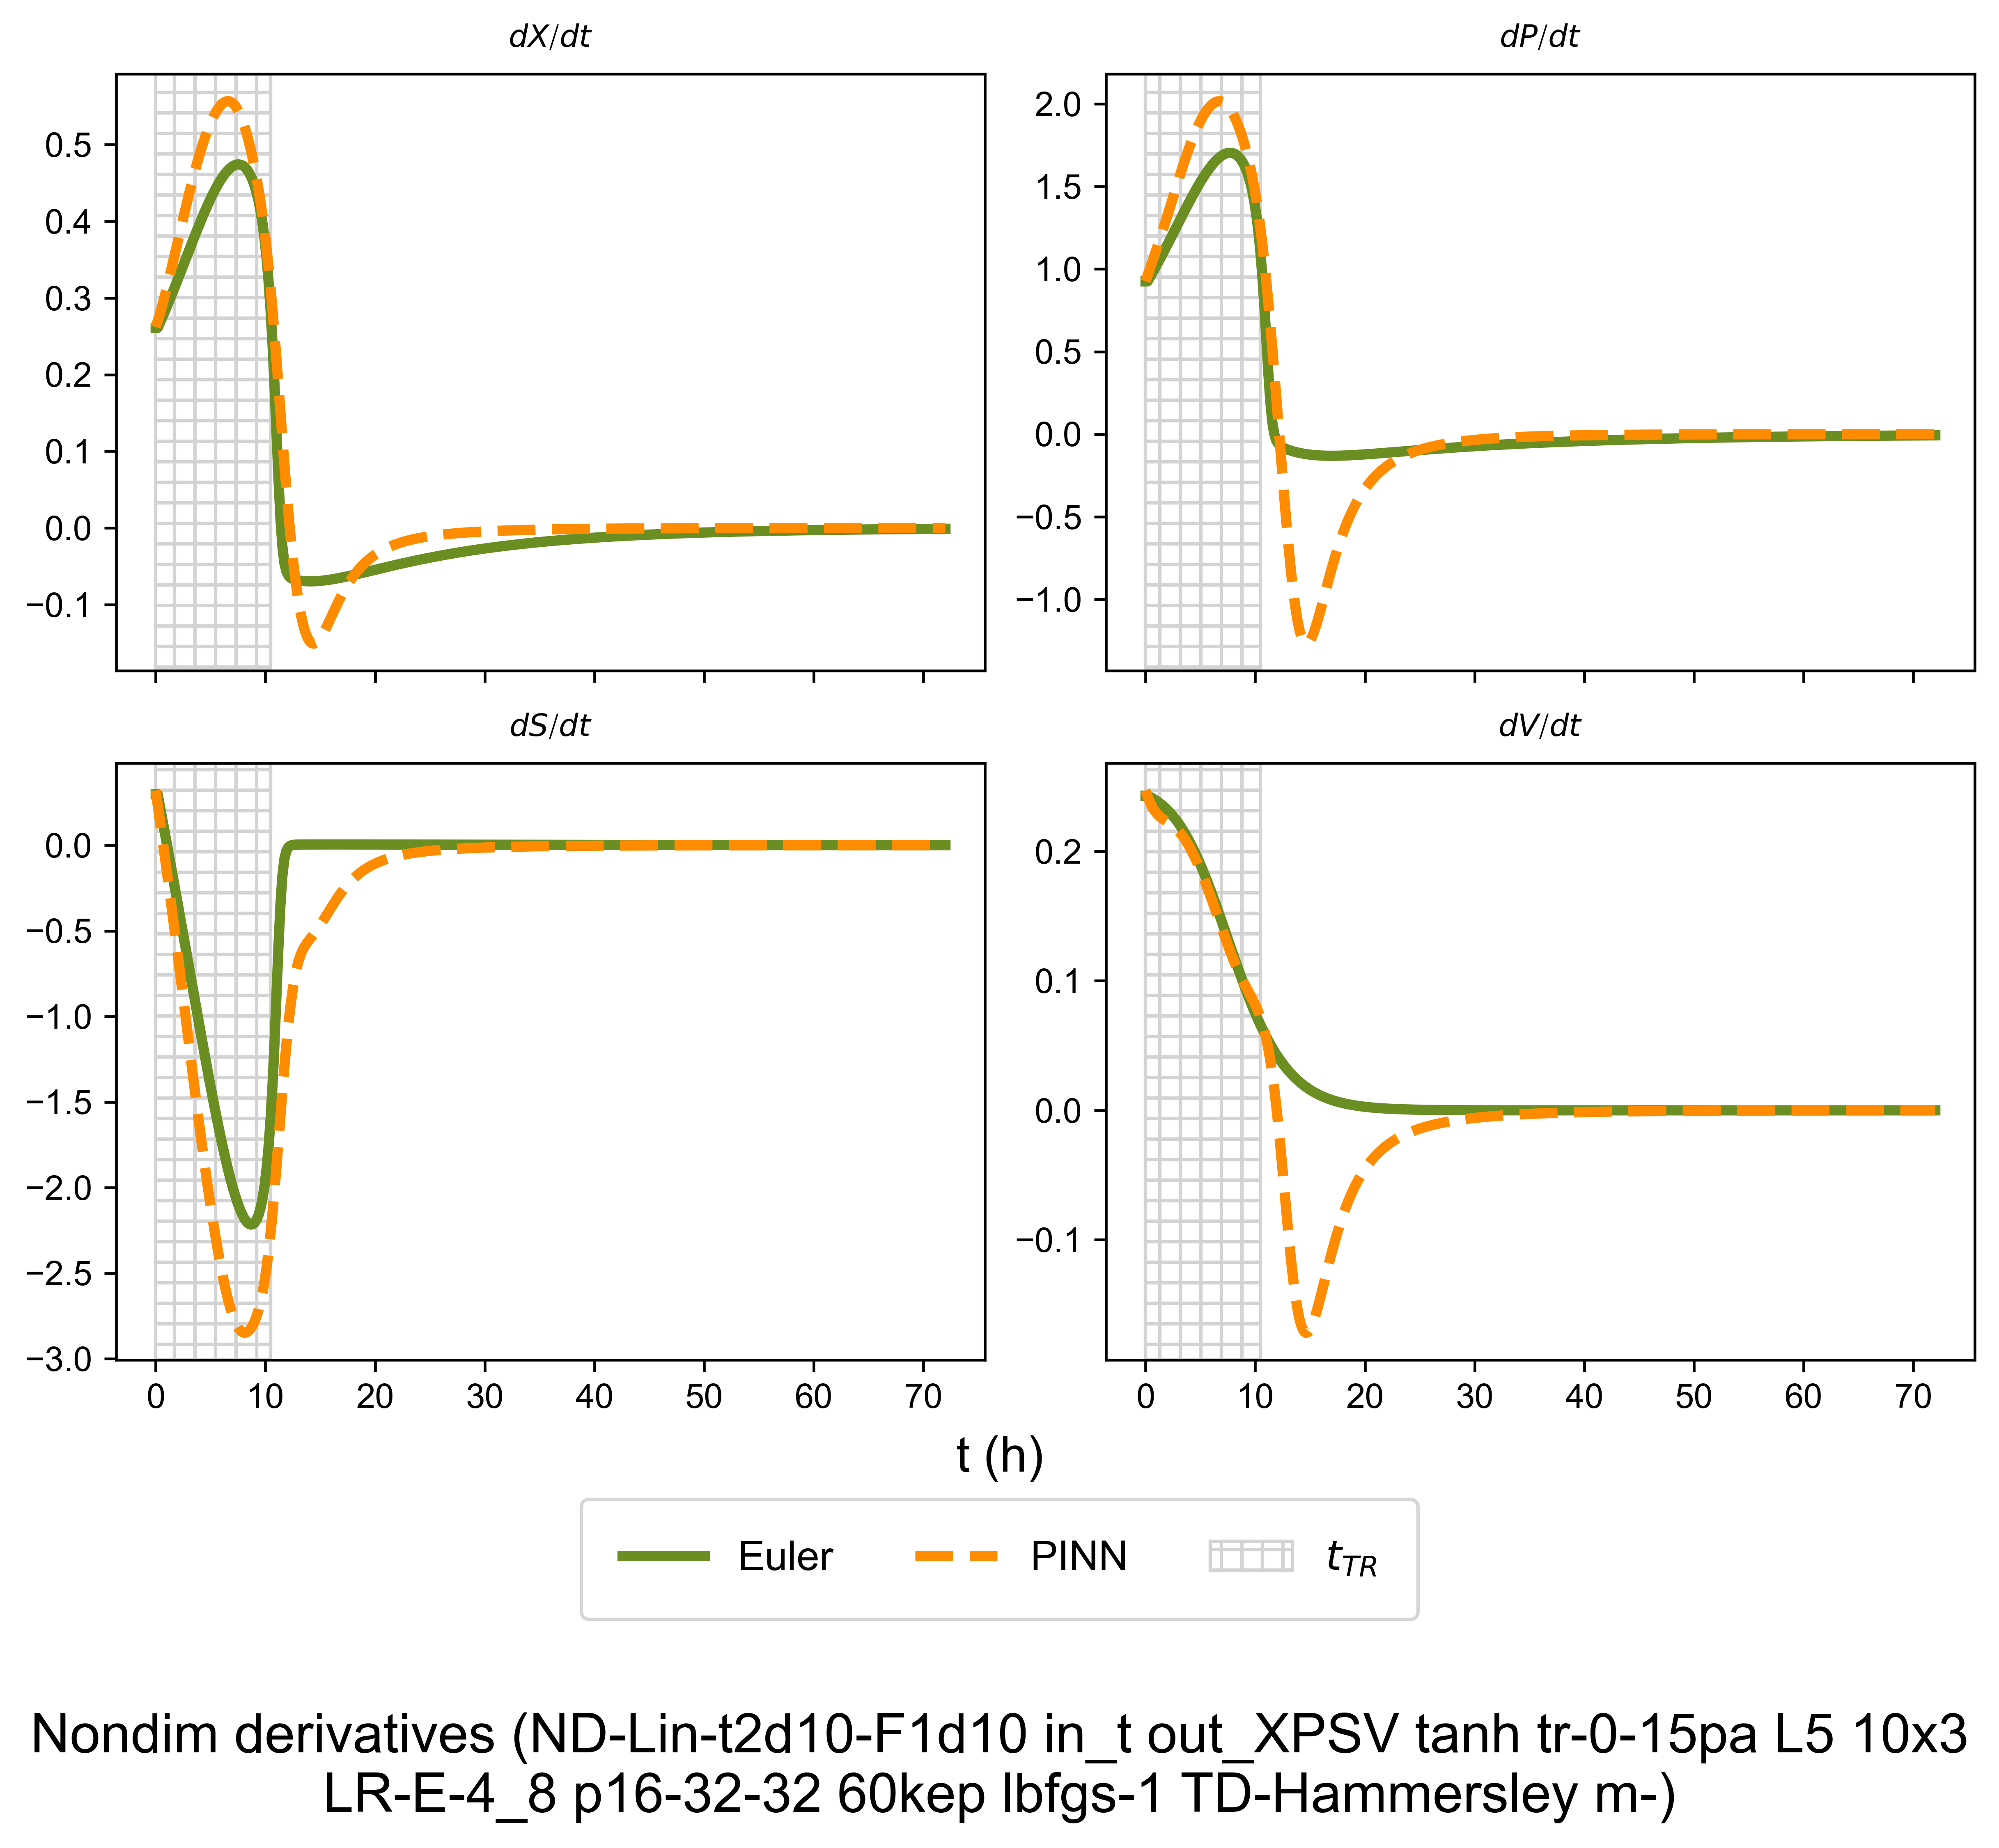 dX/dt
dP/dt
0.5
0.4
0.3
0.2
0.1
0.0
−0.1
2.0
1.5
1.0
0.5
0.0
−0.5
−1.0
dS/dt
dV/dt
0.0
−0.5
−1.0
−1.5
−2.0
−2.5
−3.0
0 10 20 30 40 50 60 70
0.2
0.1
0.0
−0.1
0 10 20 30 40 50 60 70
t (h)
Euler PINN t_TR
Nondim derivatives (ND-Lin-t2d10-F1d10 in_t out_XPSV tanh tr-0-15pa L5 10x3
LR-E-4_8 p16-32-32 60kep lbfgs-1 TD-Hammersley m-)